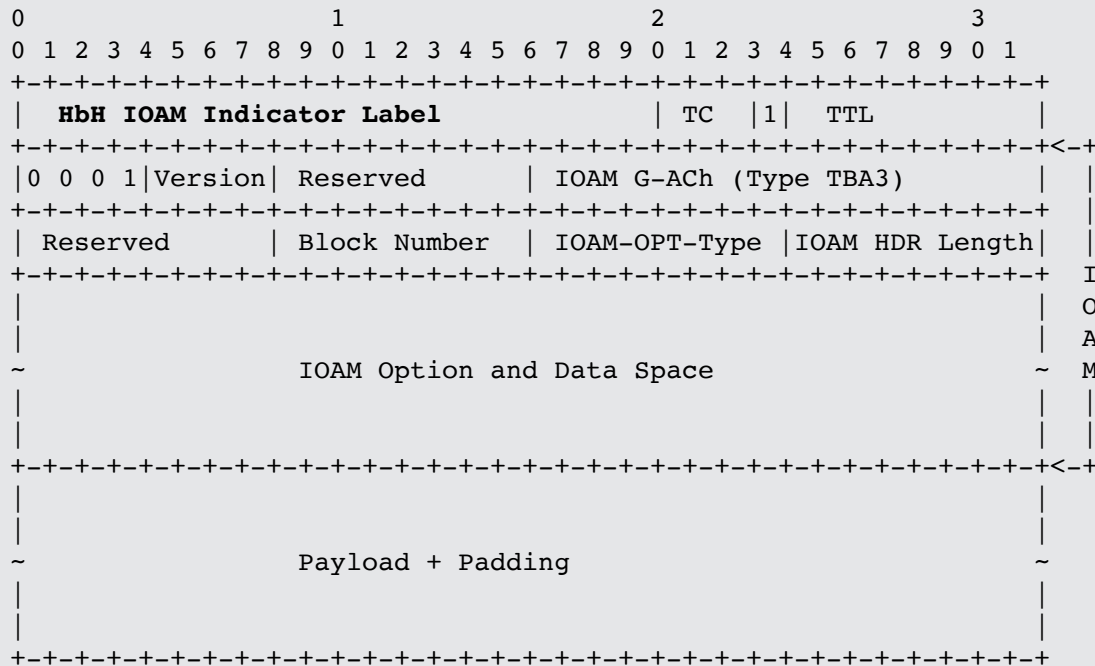 0                   1                   2                   3
0 1 2 3 4 5 6 7 8 9 0 1 2 3 4 5 6 7 8 9 0 1 2 3 4 5 6 7 8 9 0 1
+-+-+-+-+-+-+-+-+-+-+-+-+-+-+-+-+-+-+-+-+-+-+-+-+-+-+-+-+-+-+-+-+
|  HbH IOAM Indicator Label             | TC  |1|  TTL          |
+-+-+-+-+-+-+-+-+-+-+-+-+-+-+-+-+-+-+-+-+-+-+-+-+-+-+-+-+-+-+-+-+<-+
|0 0 0 1|Version| Reserved      | IOAM G-ACh (Type TBA3)        |  |
+-+-+-+-+-+-+-+-+-+-+-+-+-+-+-+-+-+-+-+-+-+-+-+-+-+-+-+-+-+-+-+-+  |
| Reserved      | Block Number  | IOAM-OPT-Type |IOAM HDR Length|  |
+-+-+-+-+-+-+-+-+-+-+-+-+-+-+-+-+-+-+-+-+-+-+-+-+-+-+-+-+-+-+-+-+  I
|                                                               |  O
|                                                               |  A
~                 IOAM Option and Data Space                    ~  M
|                                                               |  |
|                                                               |  |
+-+-+-+-+-+-+-+-+-+-+-+-+-+-+-+-+-+-+-+-+-+-+-+-+-+-+-+-+-+-+-+-+<-+
|                                                               |
|                                                               |
~                 Payload + Padding                             ~
|                                                               |
|                                                               |
+-+-+-+-+-+-+-+-+-+-+-+-+-+-+-+-+-+-+-+-+-+-+-+-+-+-+-+-+-+-+-+-+